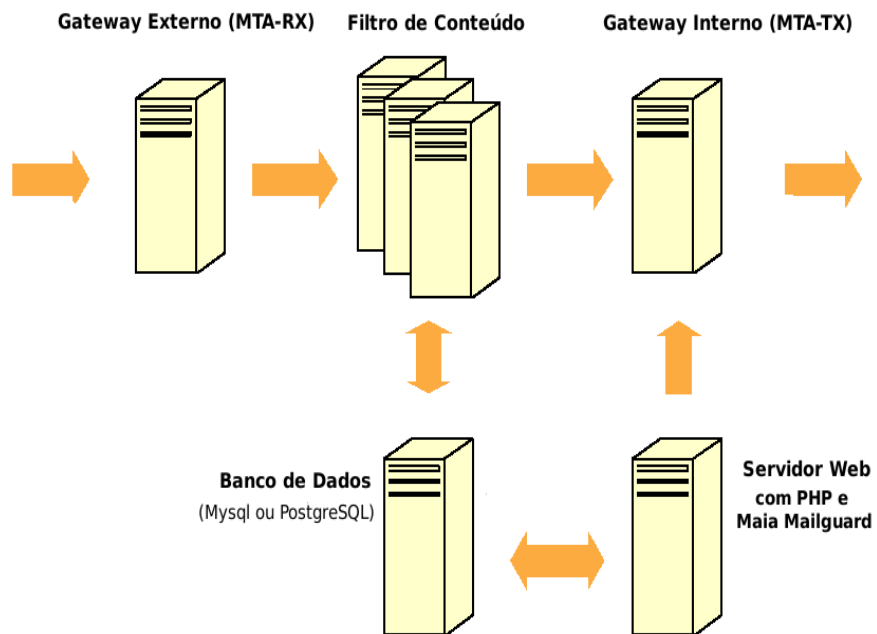 Gateway Externo (MTA-RX)
Filtro de Conteúdo
Gateway Interno (MTA-TX)
Banco de Dados
(Mysql ou PostgreSQL)
Servidor Web
com PHP e
Maia Mailguard